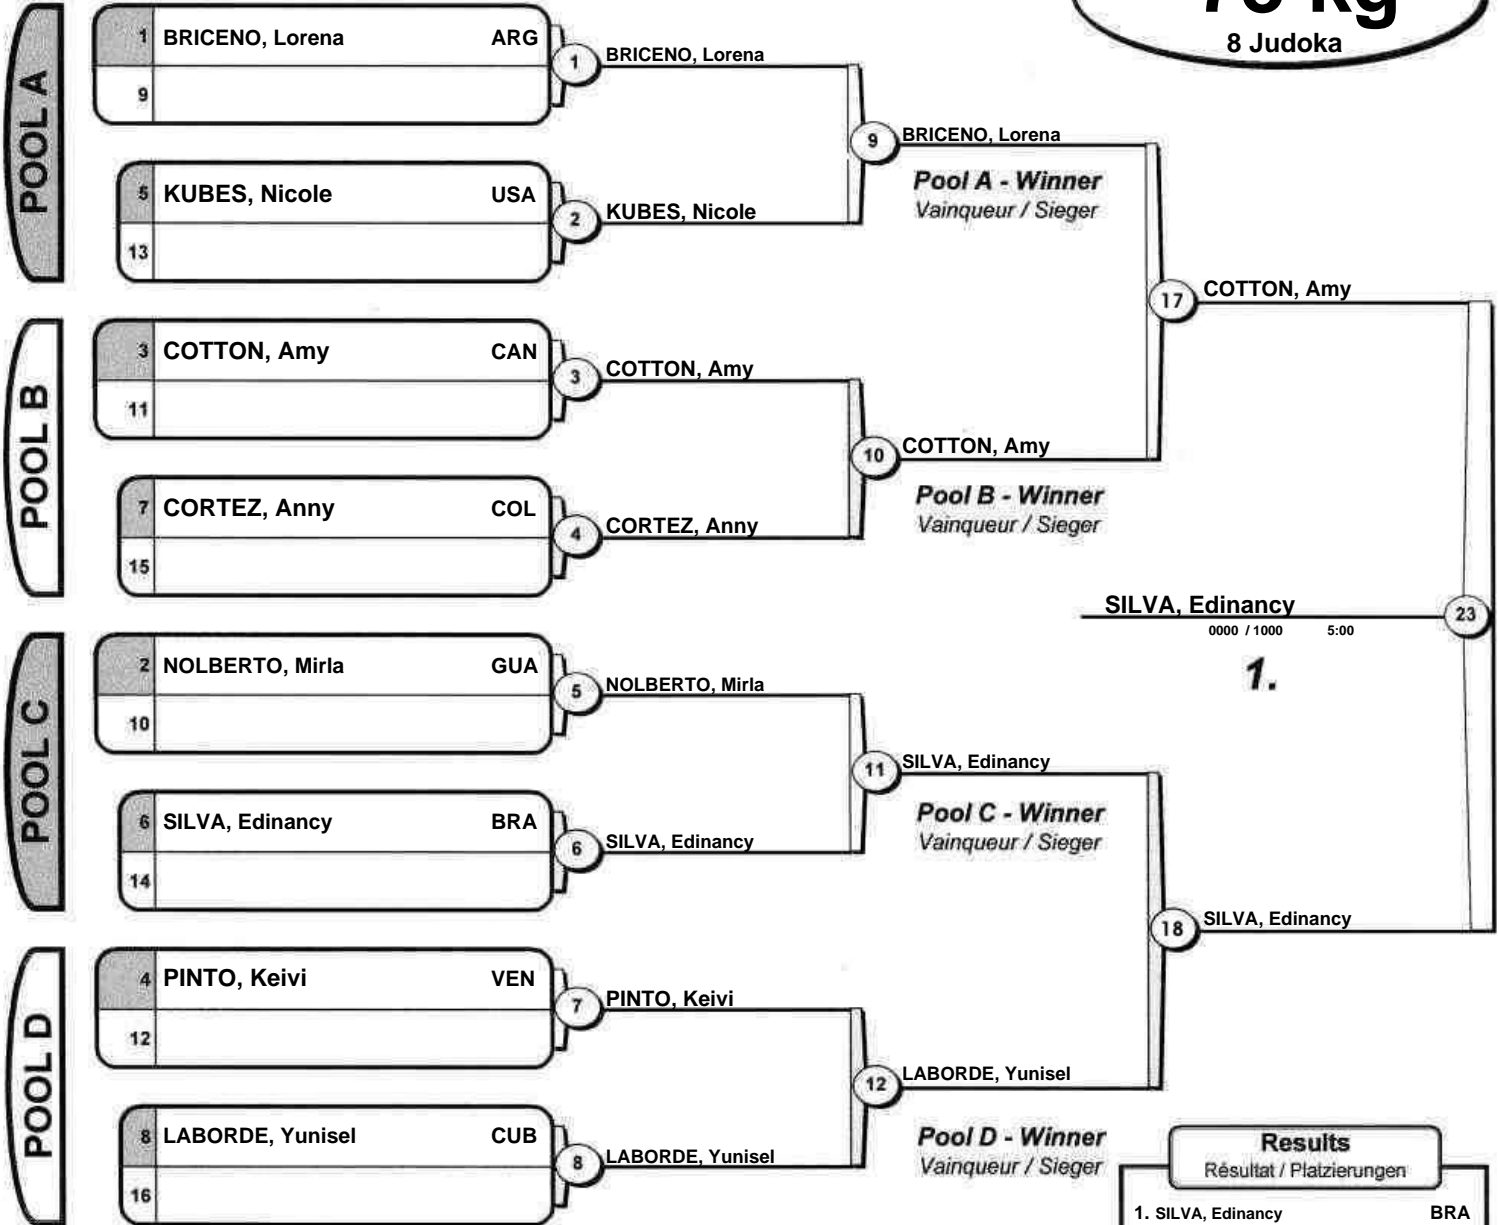 78 kg
8 Judoka
POOL A
1 BRICENO, Lorena ARG
9
1
BRICENO, Lorena
5 KUBES, Nicole USA
13
2
KUBES, Nicole
9
BRICENO, Lorena
Pool A - Winner
Vainqueur / Sieger
POOL B
3 COTTON, Amy CAN
11
3
COTTON, Amy
7 CORTEZ, Anny COL
15
4
CORTEZ, Anny
10
COTTON, Amy
Pool B - Winner
Vainqueur / Sieger
17
COTTON, Amy
SILVA, Edinancy
23
0000 / 1000 5:00
1.
POOL C
2 NOLBERTO, Mirla GUA
10
5
NOLBERTO, Mirla
6 SILVA, Edinancy BRA
14
6
SILVA, Edinancy
11
SILVA, Edinancy
Pool C - Winner
Vainqueur / Sieger
18
SILVA, Edinancy
POOL D
4 PINTO, Keivi VEN
12
7
PINTO, Keivi
8 LABORDE, Yunisel CUB
16
8
LABORDE, Yunisel
12
LABORDE, Yunisel
Pool D - Winner
Vainqueur / Sieger
Results
Résultat / Platzierungen
1. SILVA, Edinancy BRA